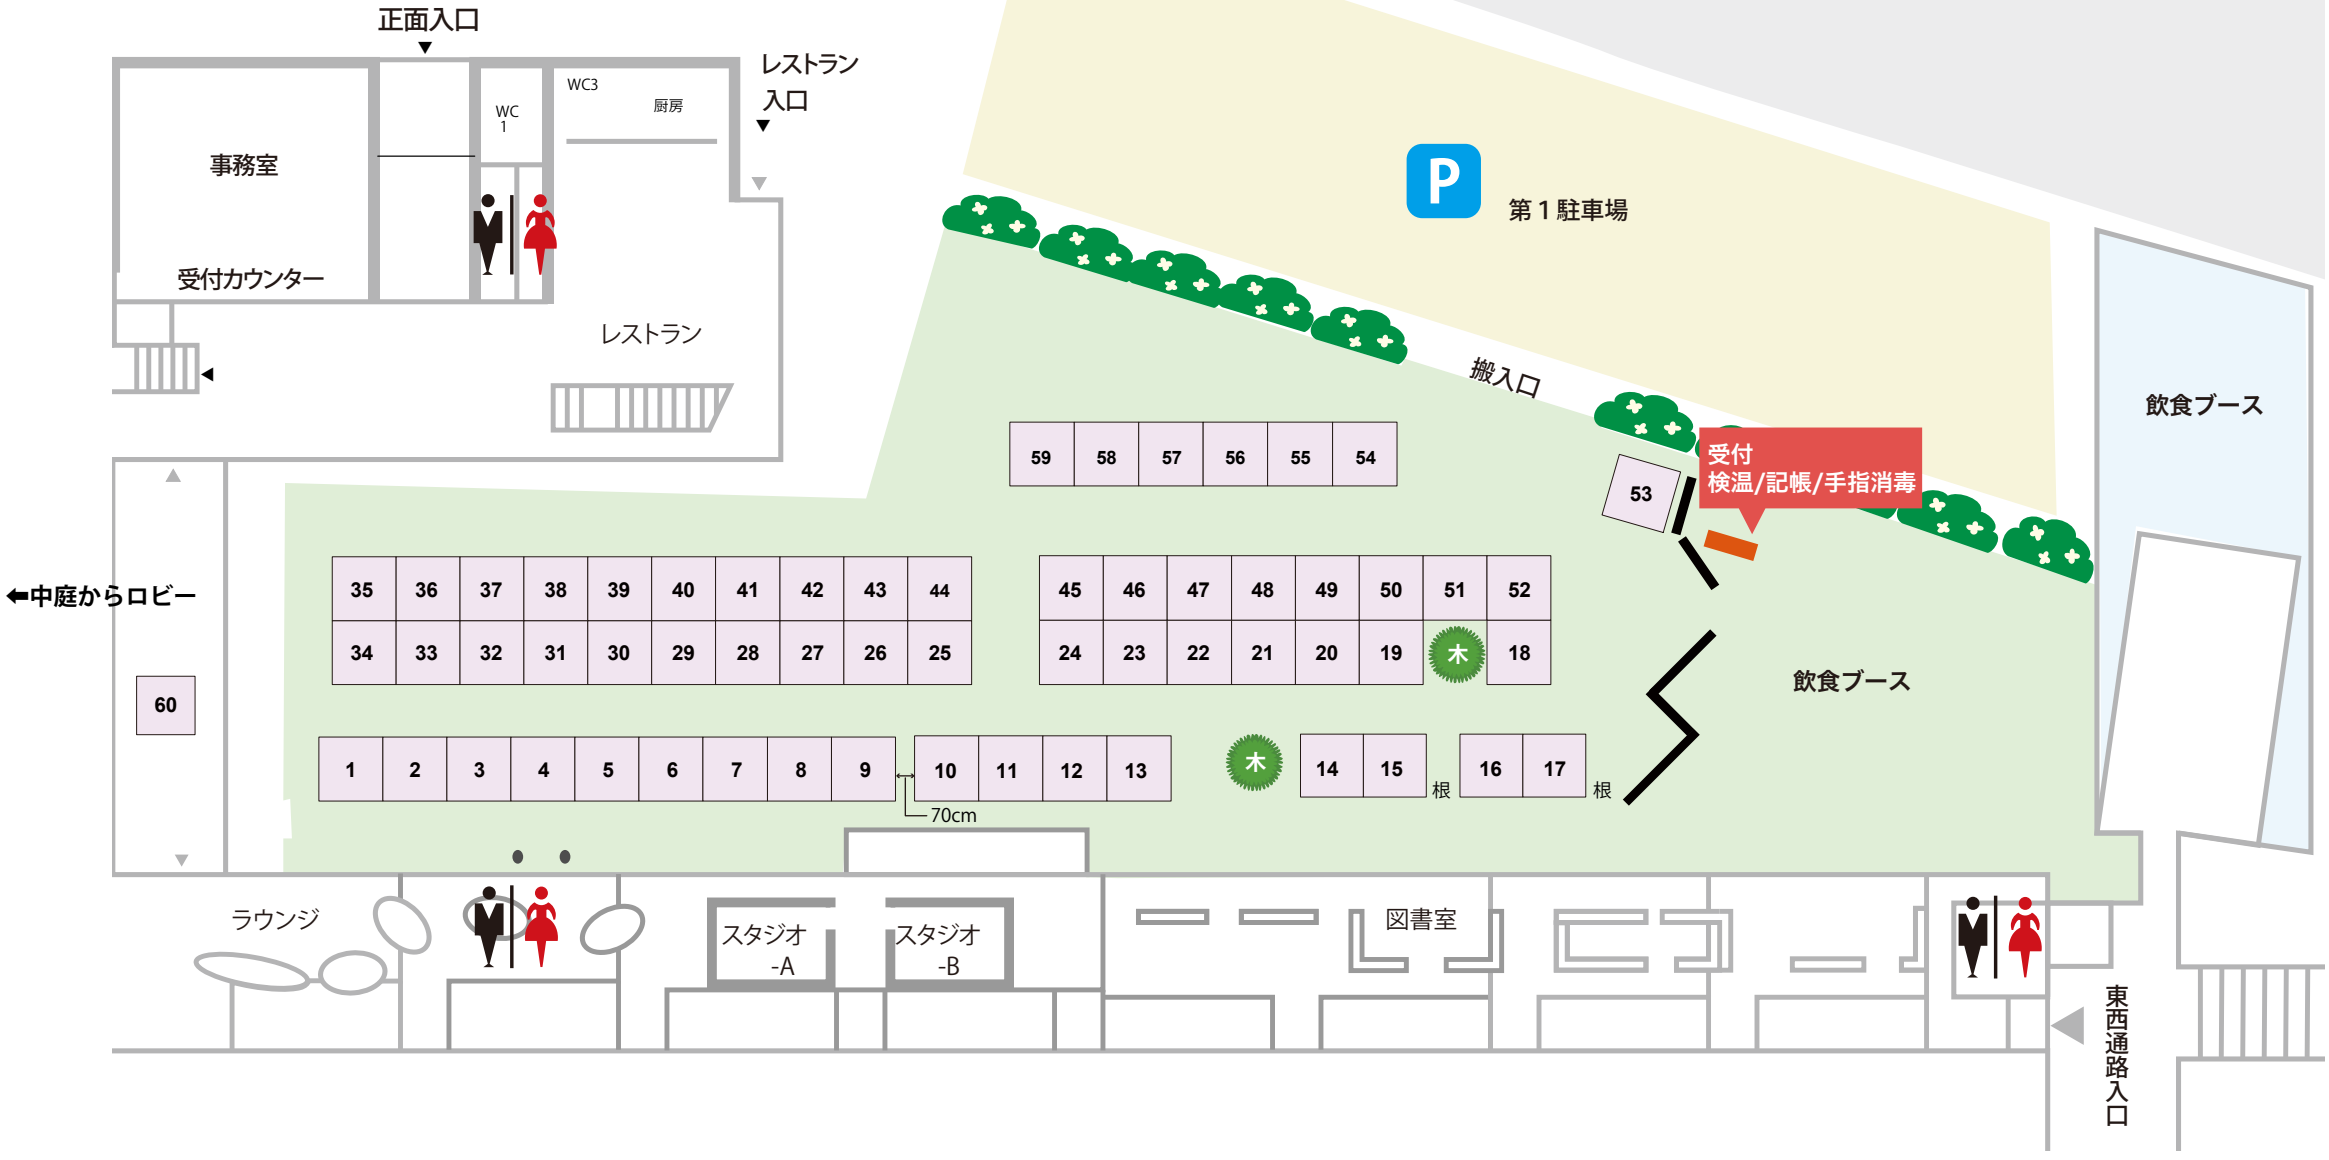 正面入口
レストラン
入口
WC3
厨房
WC
1
事務室
受付カウンター
レストラン
P
第1駐車場
搬入口
飲食ブース
受付
検温/記帳/手指消毒
59 58 57 56 55 54
53
35 36 37 38 39 40 41 42 43 44
45 46 47 48 49 50 51 52
⬅中庭からロビー
34 33 32 31 30 29 28 27 26 25
24 23 22 21 20 19 木 18
飲食ブース
60
1 2 3 4 5 6 7 8 9
10 11 12 13
木
14 15
根
16 17
根
70cm
ラウンジ
スタジオ
-A
スタジオ
-B
図書室
東西通路入口